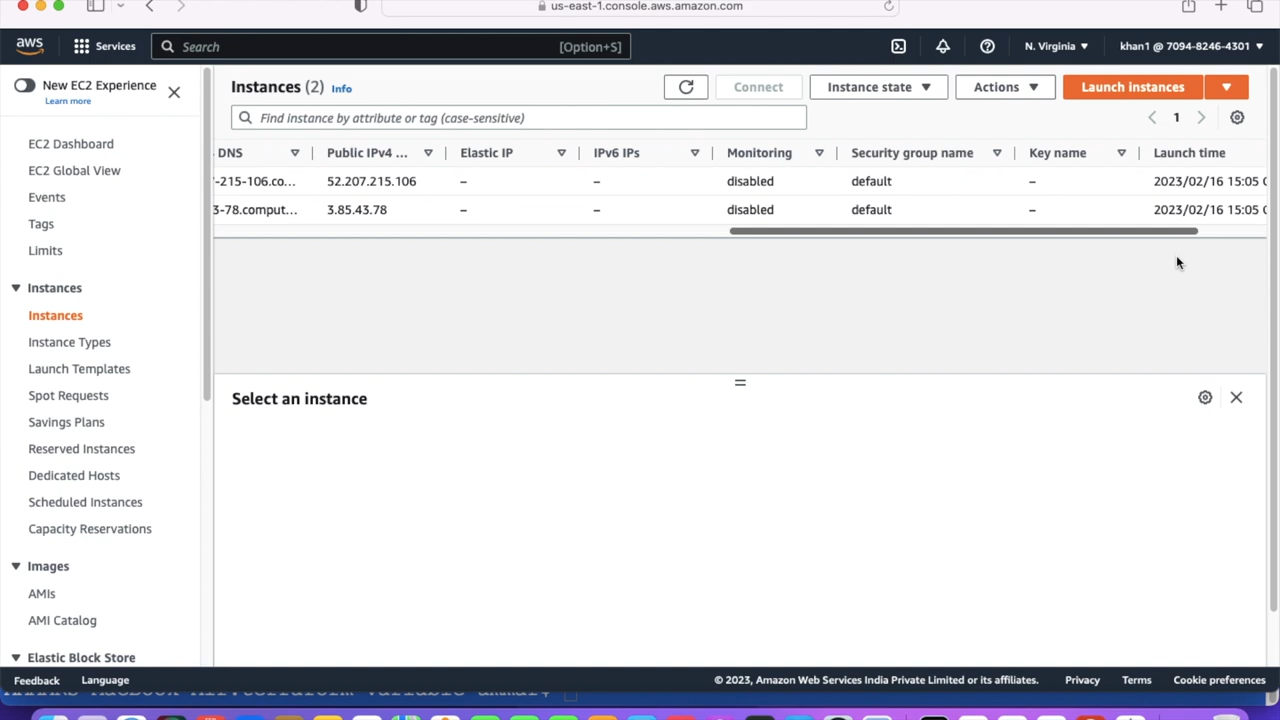 us-east-1.console.aws.amazon.com
aws Services Search [Option+S] N. Virginia khan1 @ 7094-8246-4301
New EC2 Experience
Learn more
EC2 Dashboard
EC2 Global View
Events
Tags
Limits
Instances
Instances
Instance Types
Launch Templates
Spot Requests
Savings Plans
Reserved Instances
Dedicated Hosts
Scheduled Instances
Capacity Reservations
Images
AMIs
AMI Catalog
Elastic Block Store
Instances (2) Info
Connect Instance state Actions Launch instances
Find instance by attribute or tag (case-sensitive)
1
DNS Public IPv4 ... Elastic IP IPv6 IPs Monitoring Security group name Key name Launch time
-215-106.co... 52.207.215.106 – – disabled default – 2023/02/16 15:05
3-78.comput... 3.85.43.78 – – disabled default – 2023/02/16 15:05
Select an instance
Feedback Language © 2023, Amazon Web Services India Private Limited or its affiliates. Privacy Terms Cookie preferences